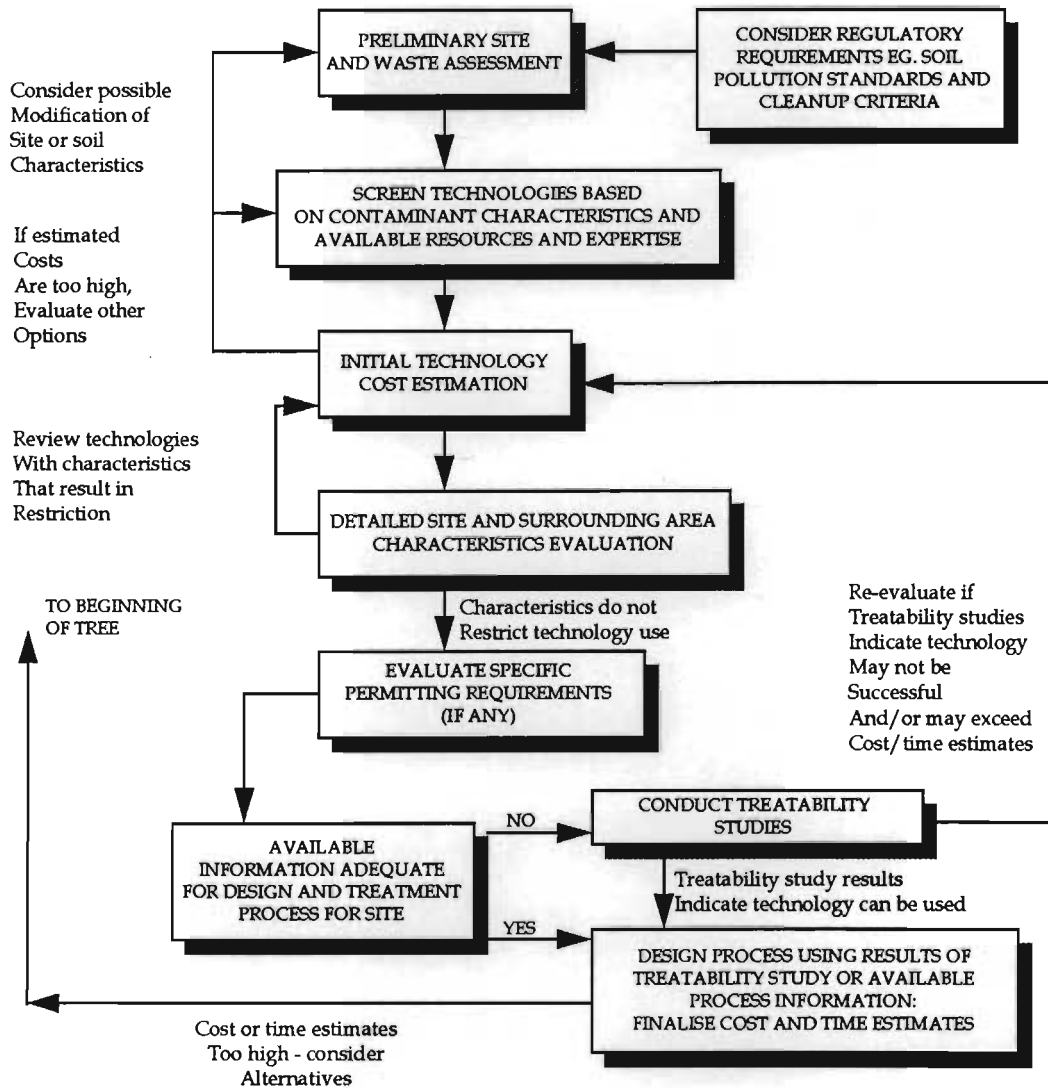 PRELIMINARY SITE
AND WASTE ASSESSMENT
CONSIDER REGULATORY
REQUIREMENTS EG. SOIL
POLLUTION STANDARDS AND
CLEANUP CRITERIA
Consider possible
Modification of
Site or soil
Characteristics
SCREEN TECHNOLOGIES BASED
ON CONTAMINANT CHARACTERISTICS AND
AVAILABLE RESOURCES AND EXPERTISE
If estimated
Costs
Are too high,
Evaluate other
Options
INITIAL TECHNOLOGY
COST ESTIMATION
Review technologies
With characteristics
That result in
Restriction
DETAILED SITE AND SURROUNDING AREA
CHARACTERISTICS EVALUATION
TO BEGINNING
OF TREE
Characteristics do not
Restrict technology use
Re-evaluate if
Treatability studies
Indicate technology
May not be
Successful
And/or may exceed
Cost/time estimates
EVALUATE SPECIFIC
PERMITTING REQUIREMENTS
(IF ANY)
AVAILABLE
INFORMATION ADEQUATE
FOR DESIGN AND TREATMENT
PROCESS FOR SITE
NO
CONDUCT TREATABILITY
STUDIES
Treatability study results
Indicate technology can be used
YES
DESIGN PROCESS USING RESULTS OF
TREATABILITY STUDY OR AVAILABLE
PROCESS INFORMATION:
FINALISE COST AND TIME ESTIMATES
Cost or time estimates
Too high - consider
Alternatives